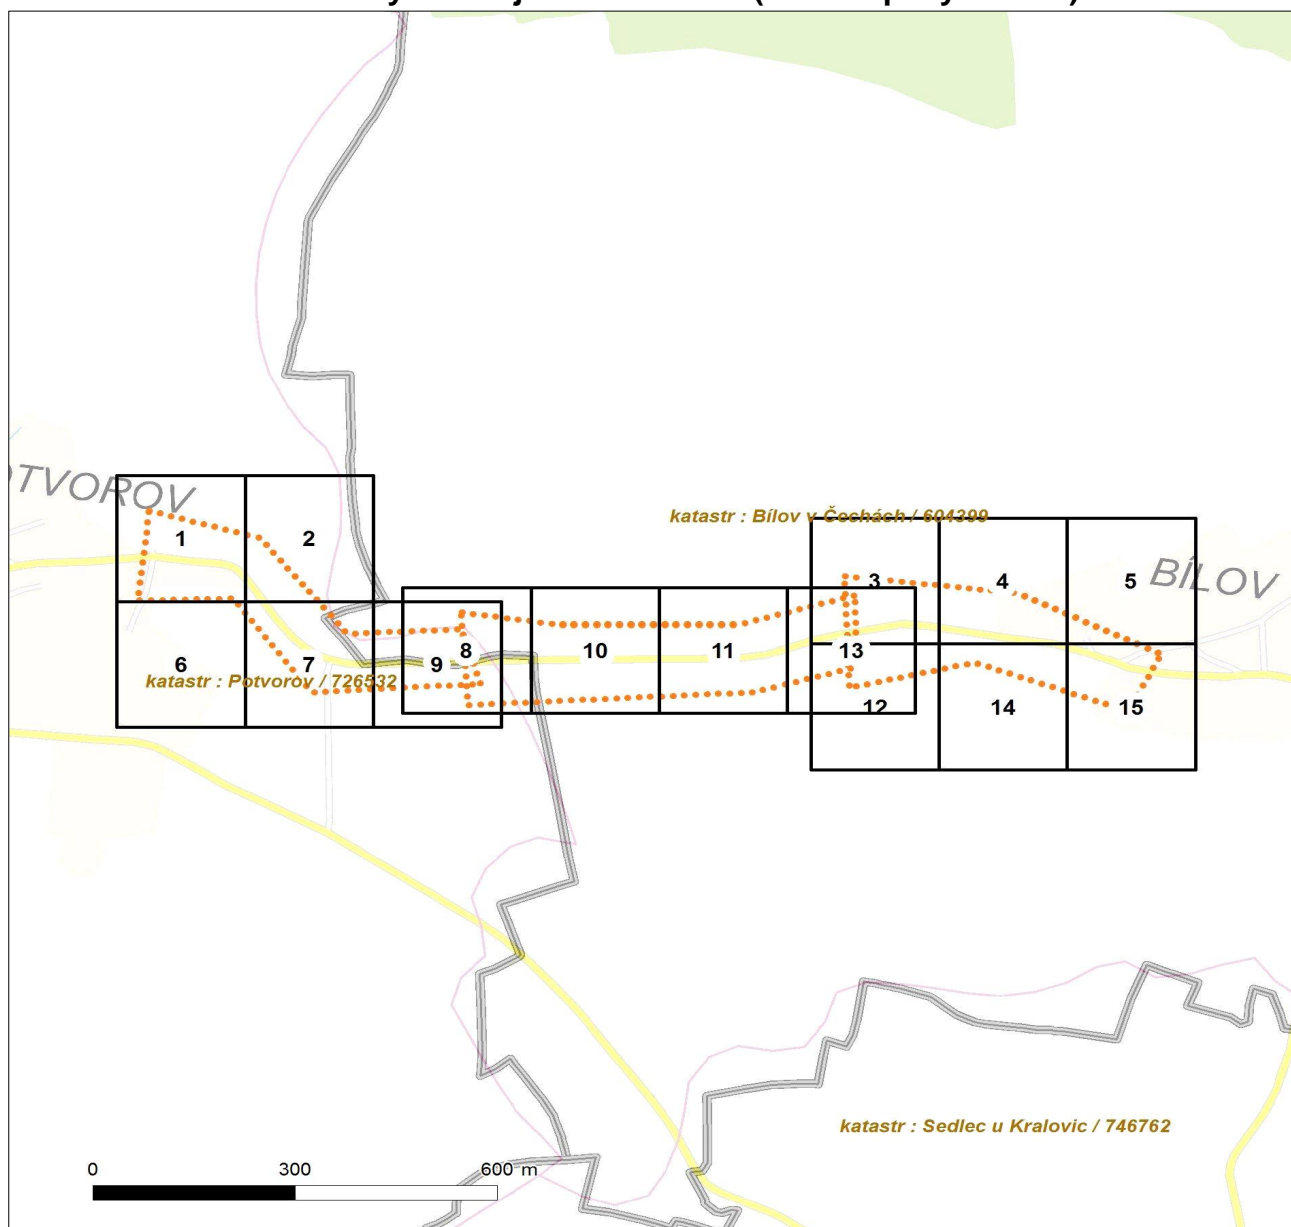 OTVOROV
1
2
katastr : Bílov v Čechách / 604399
3
4
5
BÍLOV
6
7
8
9
10
11
13
katastr : Potvorov / 726532
12
14
15
katastr : Sedlec u Kralovic / 746762
0 300 600 m